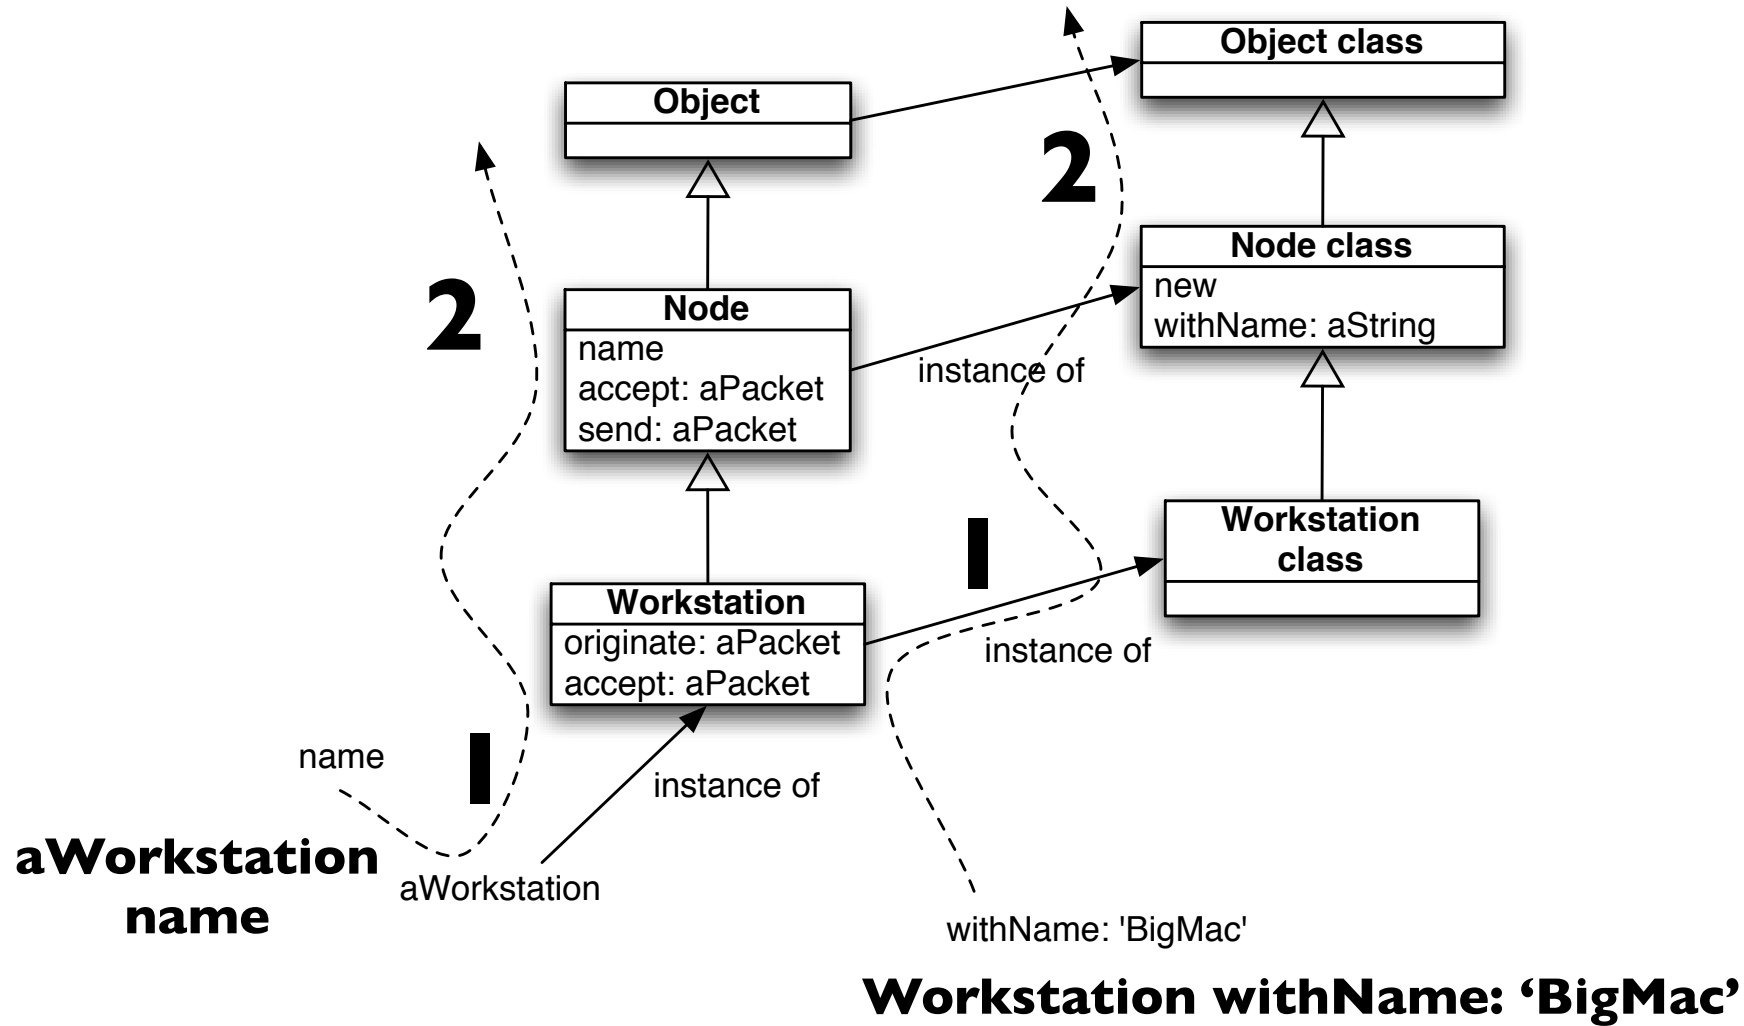 Object class
Object
2
Node class
new
withName: aString
2
Node
name
accept: aPacket
send: aPacket
instance of
Workstation
class
1
Workstation
originate: aPacket
accept: aPacket
instance of
name
1
instance of
aWorkstation
name
aWorkstation
withName: 'BigMac'
Workstation withName: ‘BigMac’